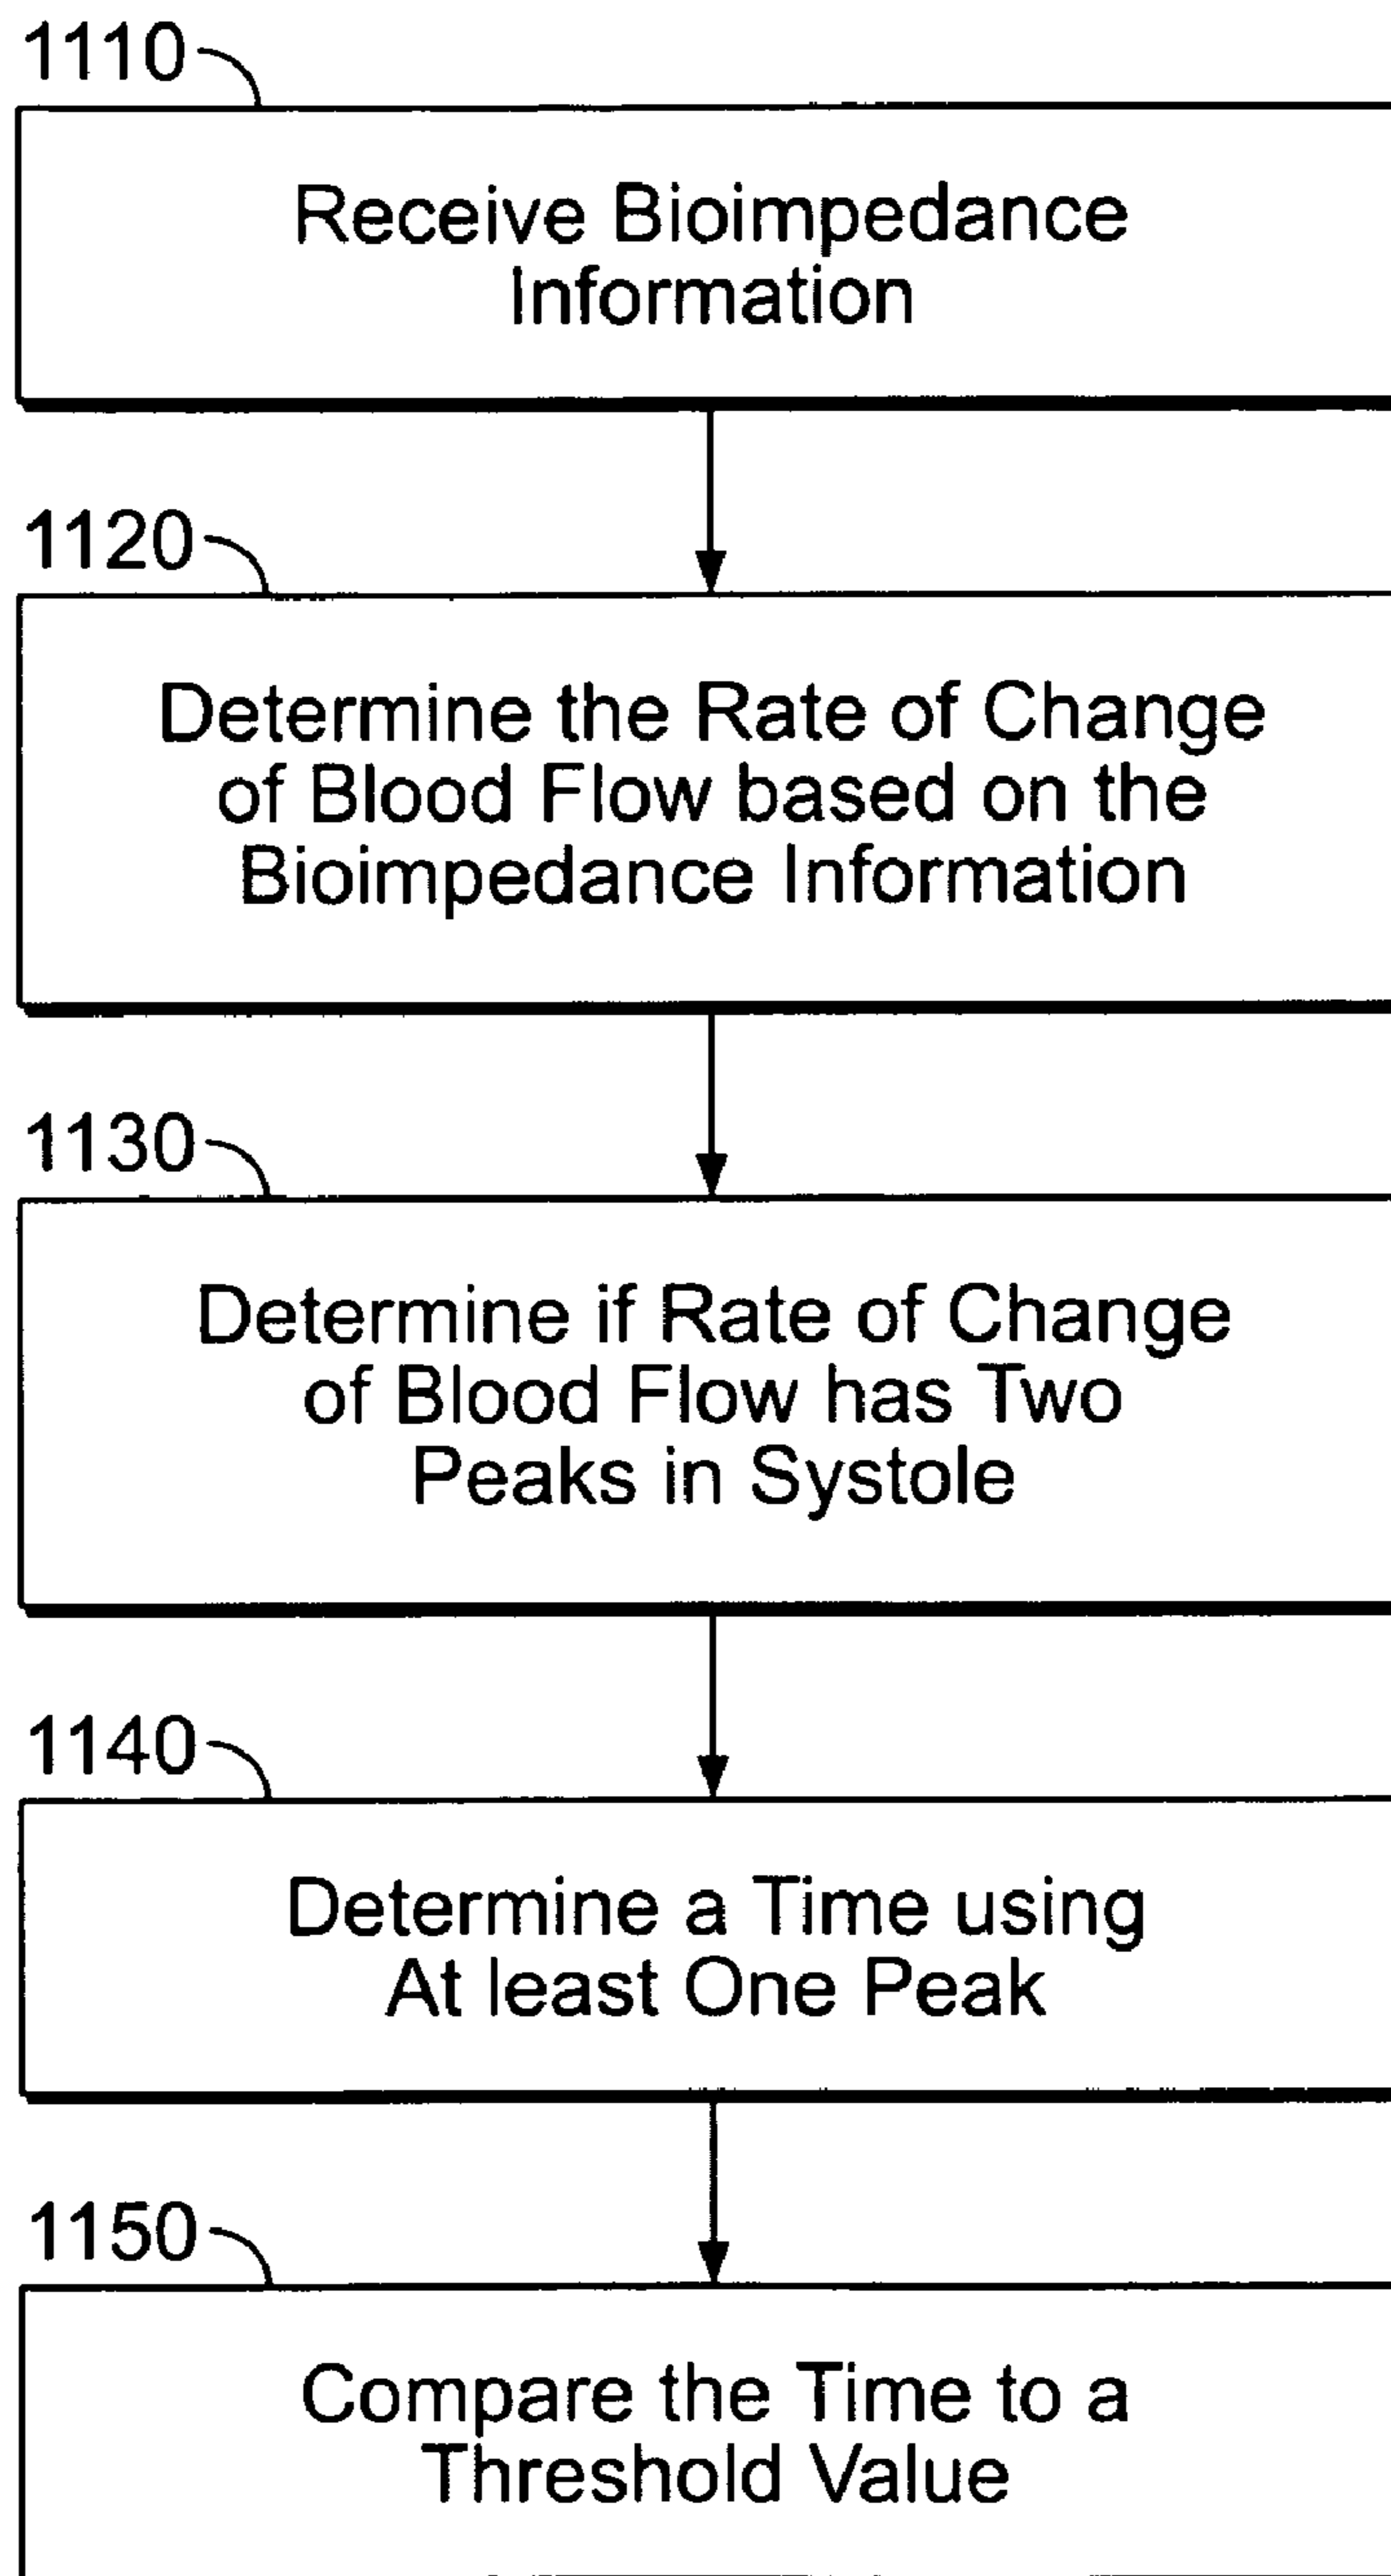 1110
Receive Bioimpedance
Information
1120
Determine the Rate of Change
of Blood Flow based on the
Bioimpedance Information
1130
Determine if Rate of Change
of Blood Flow has Two
Peaks in Systole
1140
Determine a Time using
At least One Peak
1150
Compare the Time to a
Threshold Value